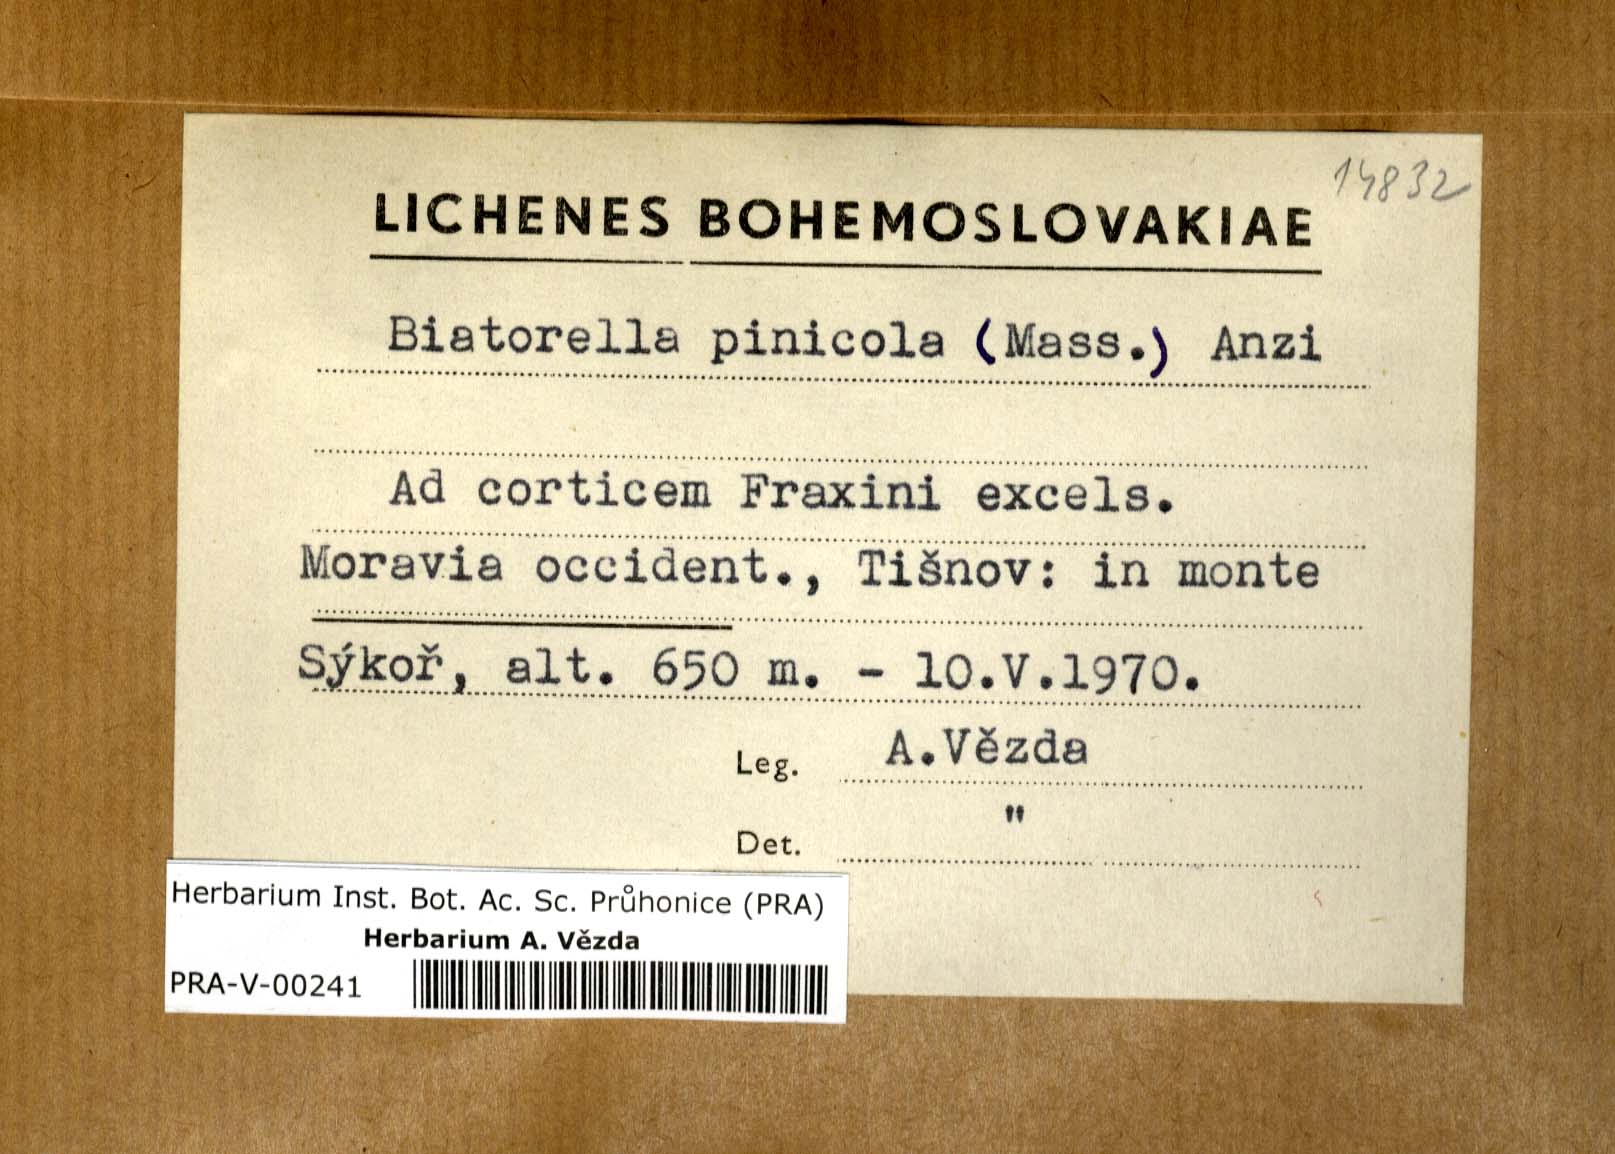 14832
LICHENES BOHEMOSLOVAKIAE
Biatorella pinicola (Mass.) Anzi
Ad corticem Fraxini excels.
Moravia occident., Tišnov: in monte
Sýkoř, alt. 650 m. - 10.V.1970.
Leg. A.Vězda
Det. "
Herbarium Inst. Bot. Ac. Sc. Průhonice (PRA)
Herbarium A. Vězda
PRA-V-00241